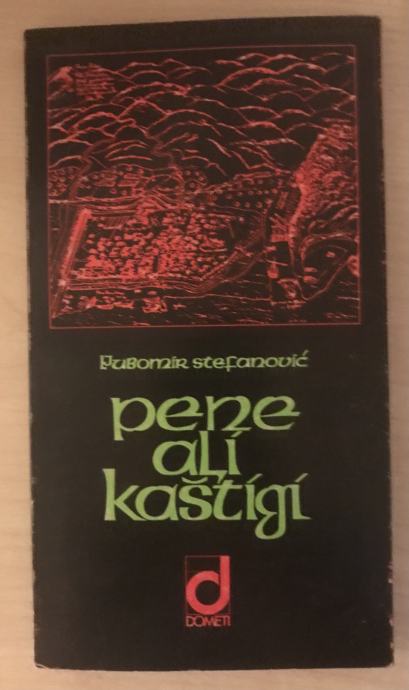 Ljubomir Stefanović
pene
ali
kaštigi
d
DOMETI